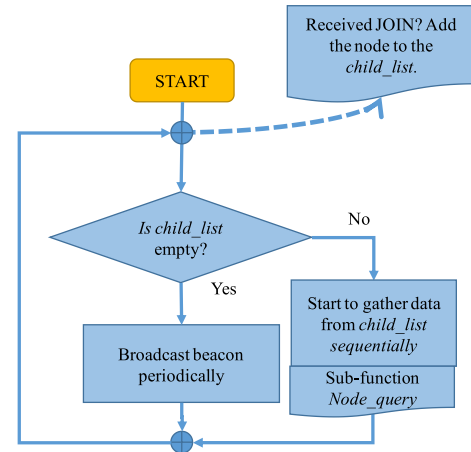 Received JOIN? Add
the node to the
child_list.
START
Is child_list
empty?
No
Yes
Start to gather data
from child_list
sequentially
Broadcast beacon
periodically
Sub-function
Node_query